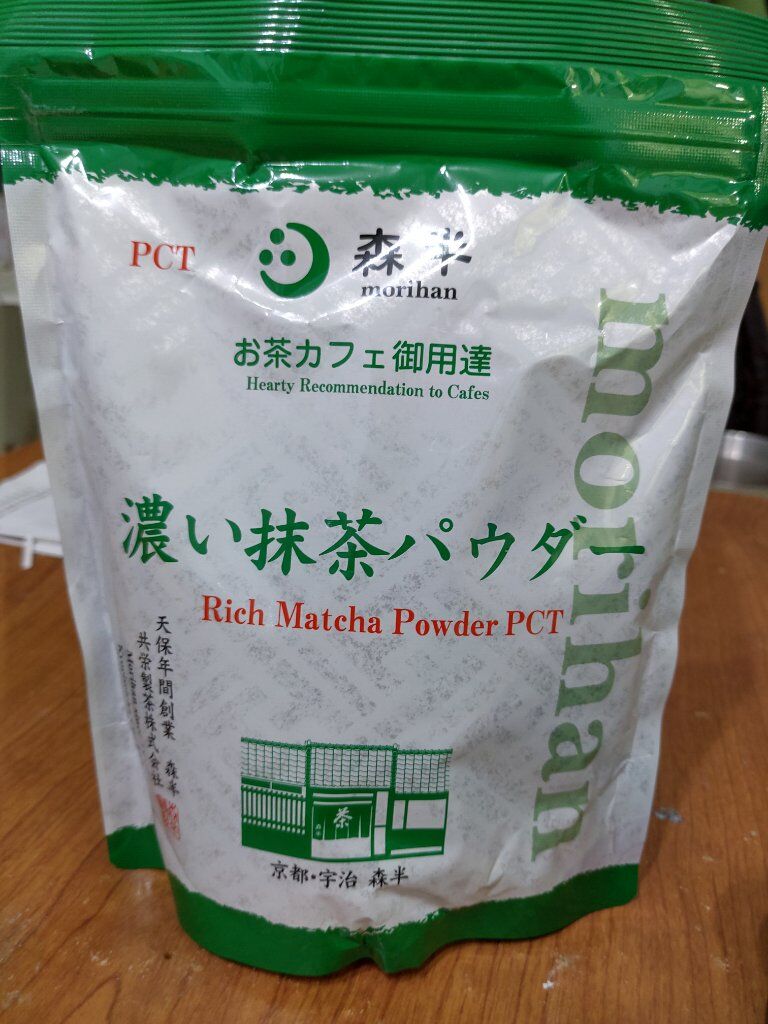 PCT
森半
morihan
お茶カフェ御用達
Hearty Recommendation to Cafes
morihan
濃い抹茶パウダー
Rich Matcha Powder PCT
天保年間創業 森半
共栄製茶株式会社
茶
京都・宇治 森半